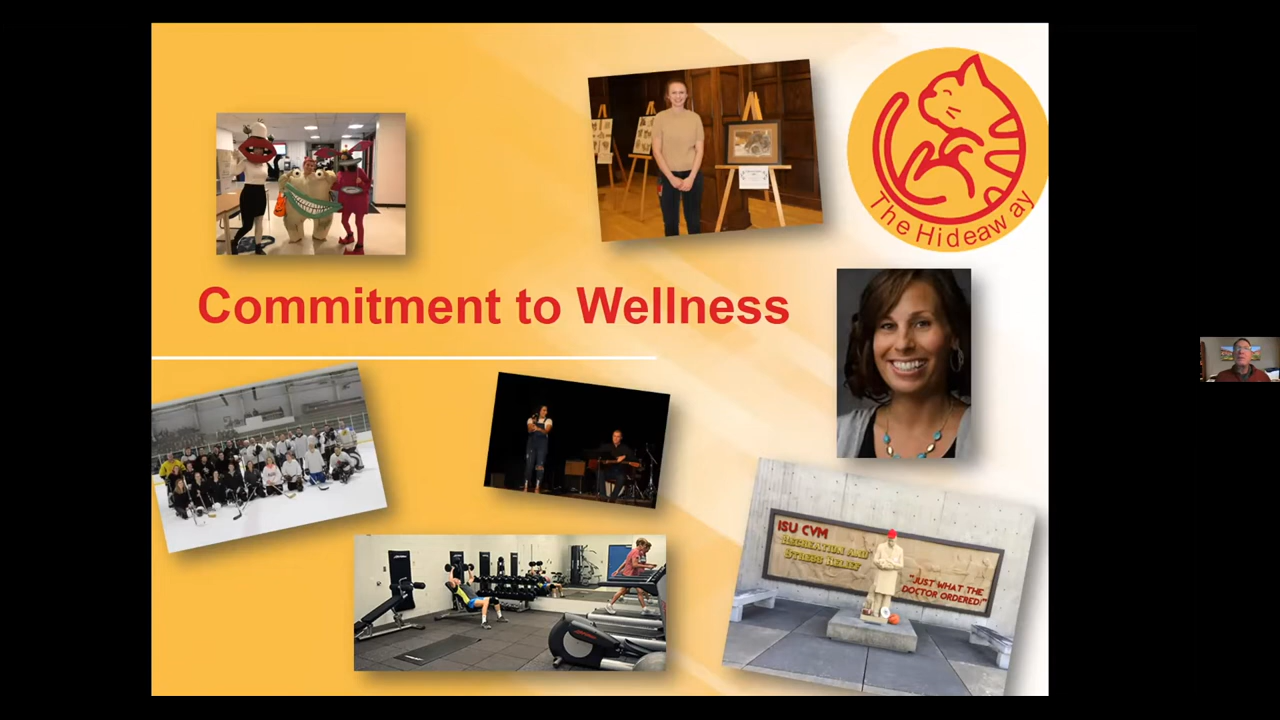 The Hideaway
Commitment to Wellness
ISU CVM
RECREATION AND
STRESS RELIEF
"JUST WHAT THE
DOCTOR ORDERED!"